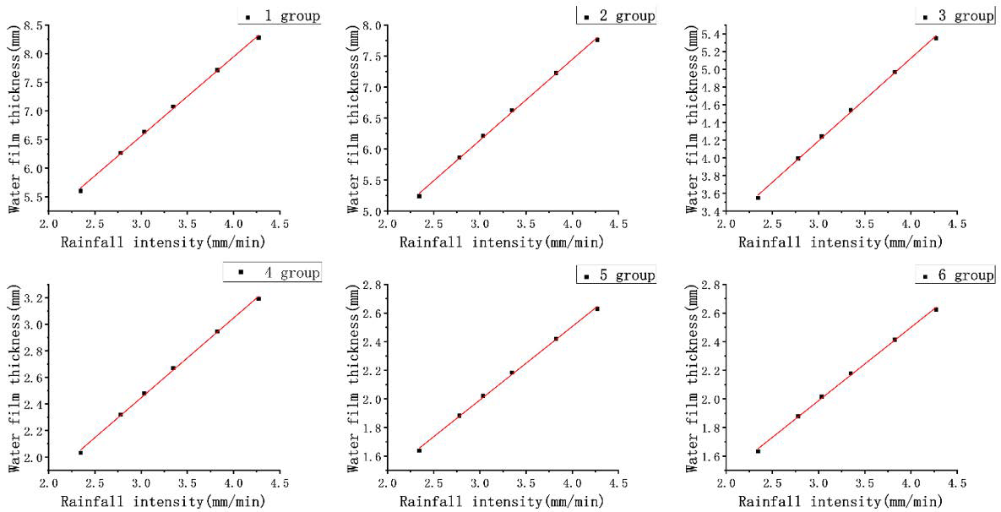 1 group
8.5
8.0
7.5
7.0
6.5
6.0
5.5
Water film thickness(mm)
2.0 2.5 3.0 3.5 4.0 4.5
Rainfall intensity(mm/min)
2 group
8.0
7.5
7.0
6.5
6.0
5.5
5.0
Water film thickness(mm)
2.0 2.5 3.0 3.5 4.0 4.5
Rainfall intensity(mm/min)
3 group
5.4
5.2
5.0
4.8
4.6
4.4
4.2
4.0
3.8
3.6
3.4
Water film thickness(mm)
2.0 2.5 3.0 3.5 4.0 4.5
Rainfall intensity(mm/min)
4 group
3.2
3.0
2.8
2.6
2.4
2.2
2.0
Water film thickness(mm)
2.0 2.5 3.0 3.5 4.0 4.5
Rainfall intensity(mm/min)
5 group
2.8
2.6
2.4
2.2
2.0
1.8
1.6
Water film thickness(mm)
2.0 2.5 3.0 3.5 4.0 4.5
Rainfall intensity(mm/min)
6 group
2.8
2.6
2.4
2.2
2.0
1.8
1.6
Water film thickness(mm)
2.0 2.5 3.0 3.5 4.0 4.5
Rainfall intensity(mm/min)